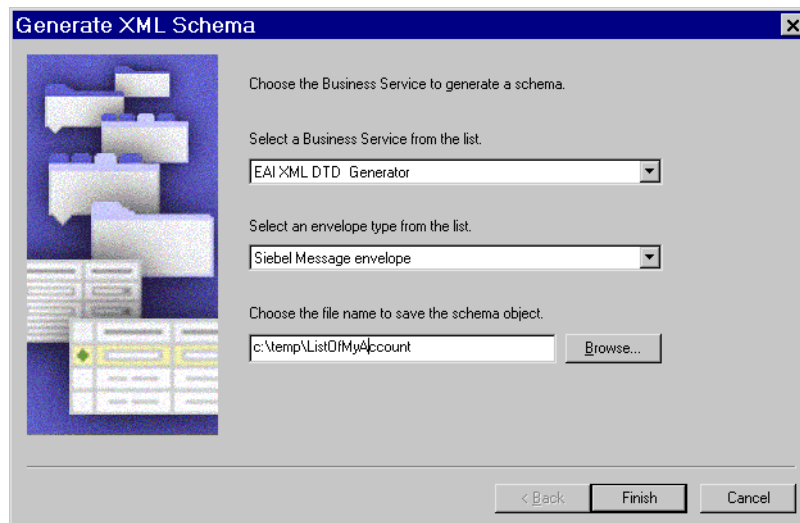 Generate XML Schema
Choose the Business Service to generate a schema.
Select a Business Service from the list.
EAI XML DTD  Generator
Select an envelope type from the list.
Siebel Message envelope
Choose the file name to save the schema object.
c:\temp\ListOfMyAccount
Browse...
< Back
Finish
Cancel